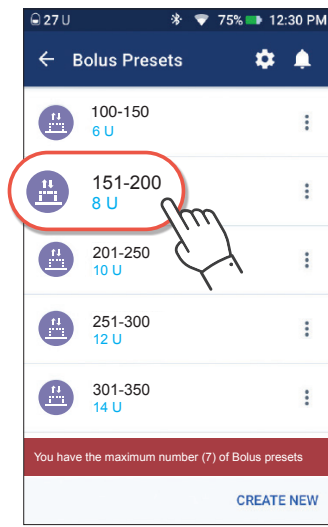 27 U 75% 12:30 PM
Bolus Presets
100-150
6 U
151-200
8 U
201-250
10 U
251-300
12 U
301-350
14 U
You have the maximum number (7) of Bolus presets
CREATE NEW